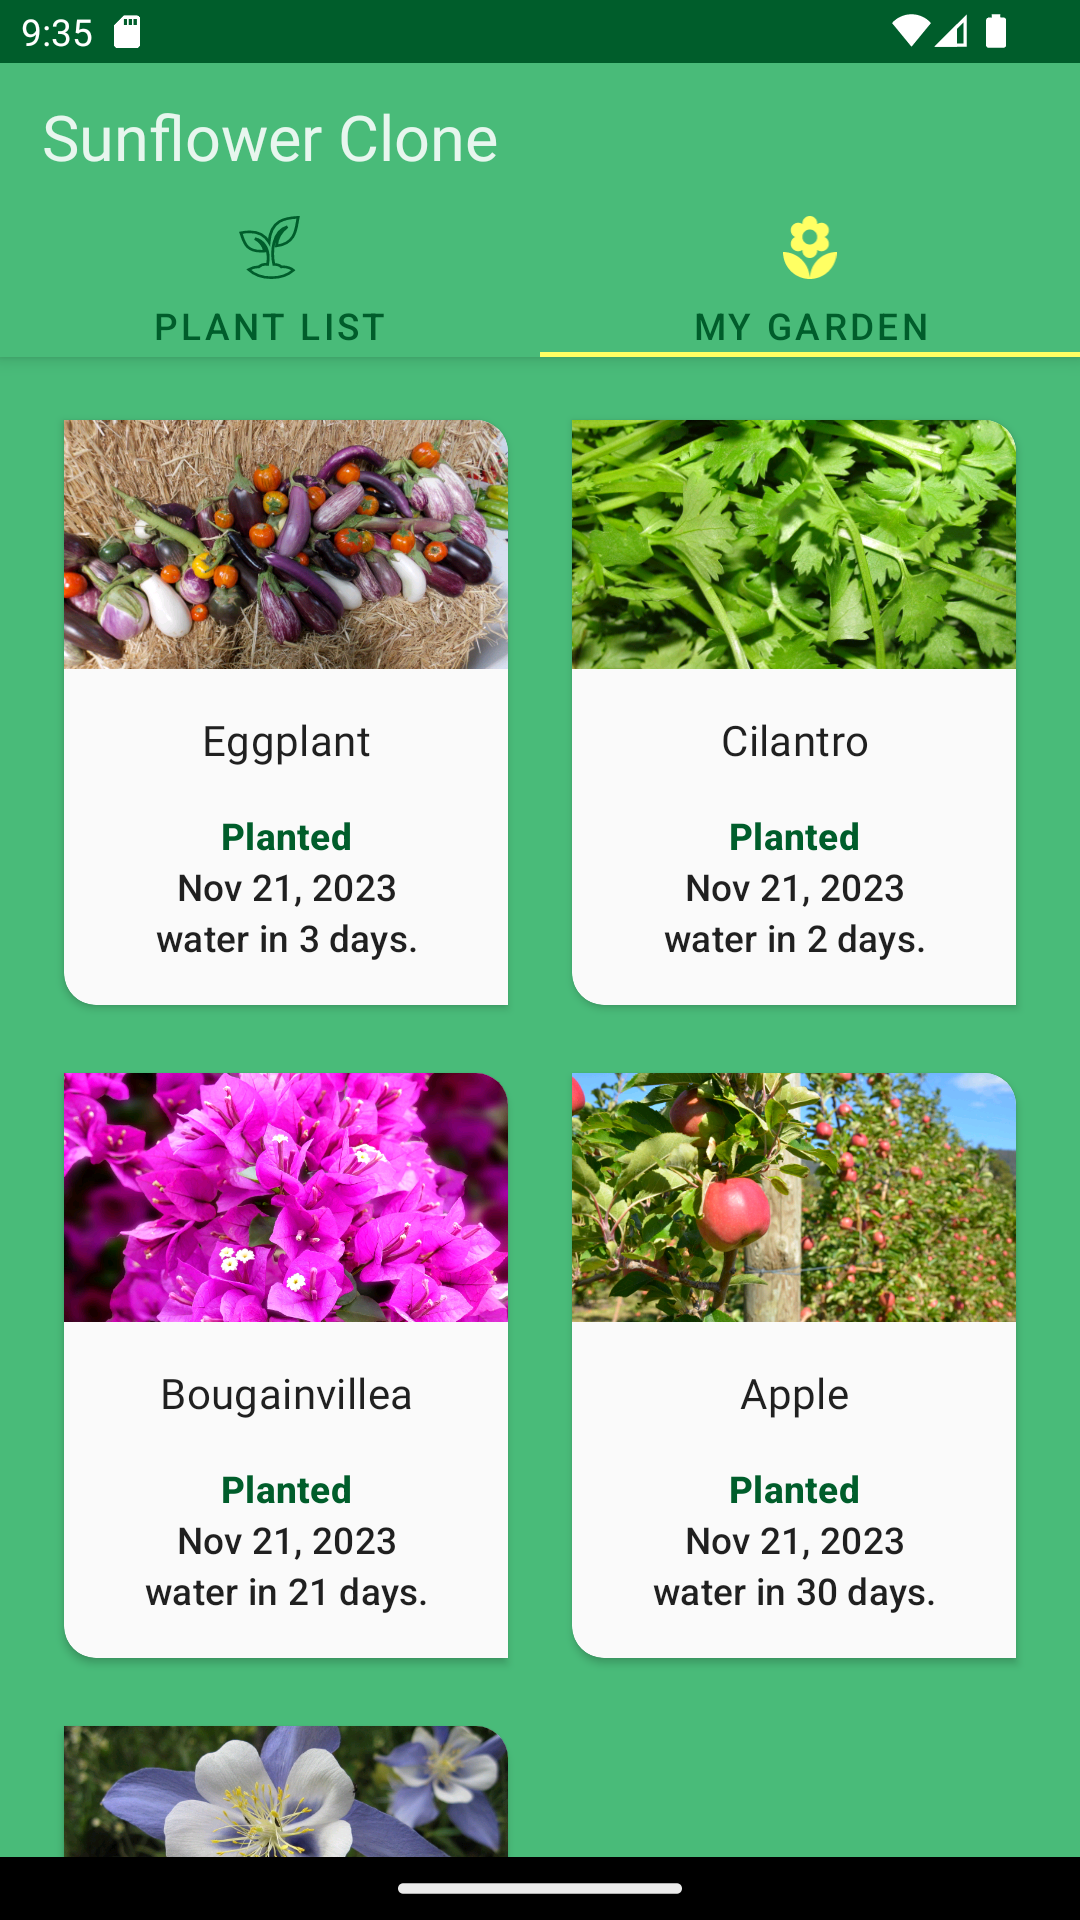 9:35
Sunflower Clone
PLANT LIST
MY GARDEN
Eggplant
Planted
Nov 21, 2023
water in 3 days.
Cilantro
Planted
Nov 21, 2023
water in 2 days.
Bougainvillea
Planted
Nov 21, 2023
water in 21 days.
Apple
Planted
Nov 21, 2023
water in 30 days.